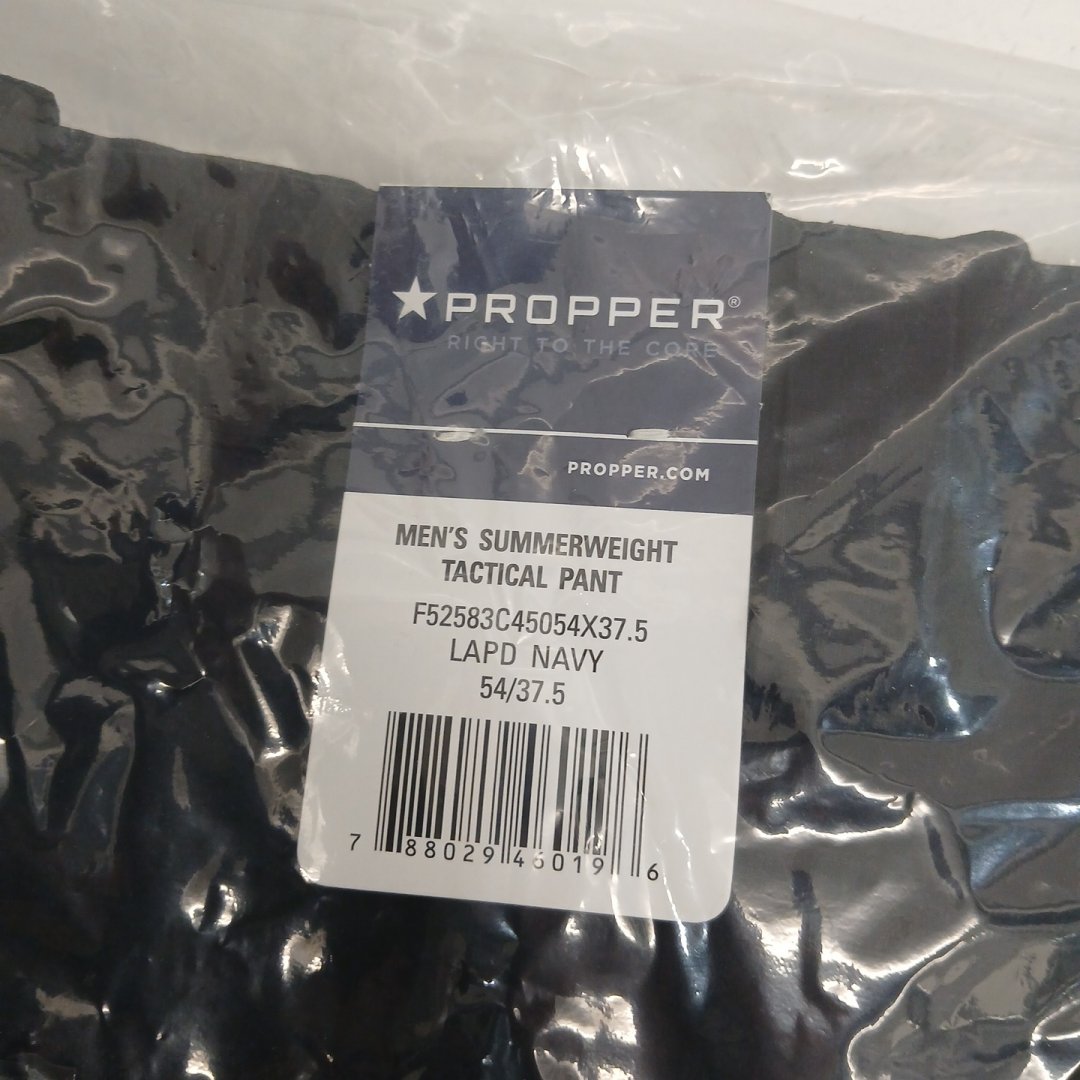 PROPPER®
RIGHT TO THE CORE
PROPPER.COM
MEN'S SUMMERWEIGHT
TACTICAL PANT
F52583C45054X37.5
LAPD NAVY
54/37.5
7 88029 46019 6